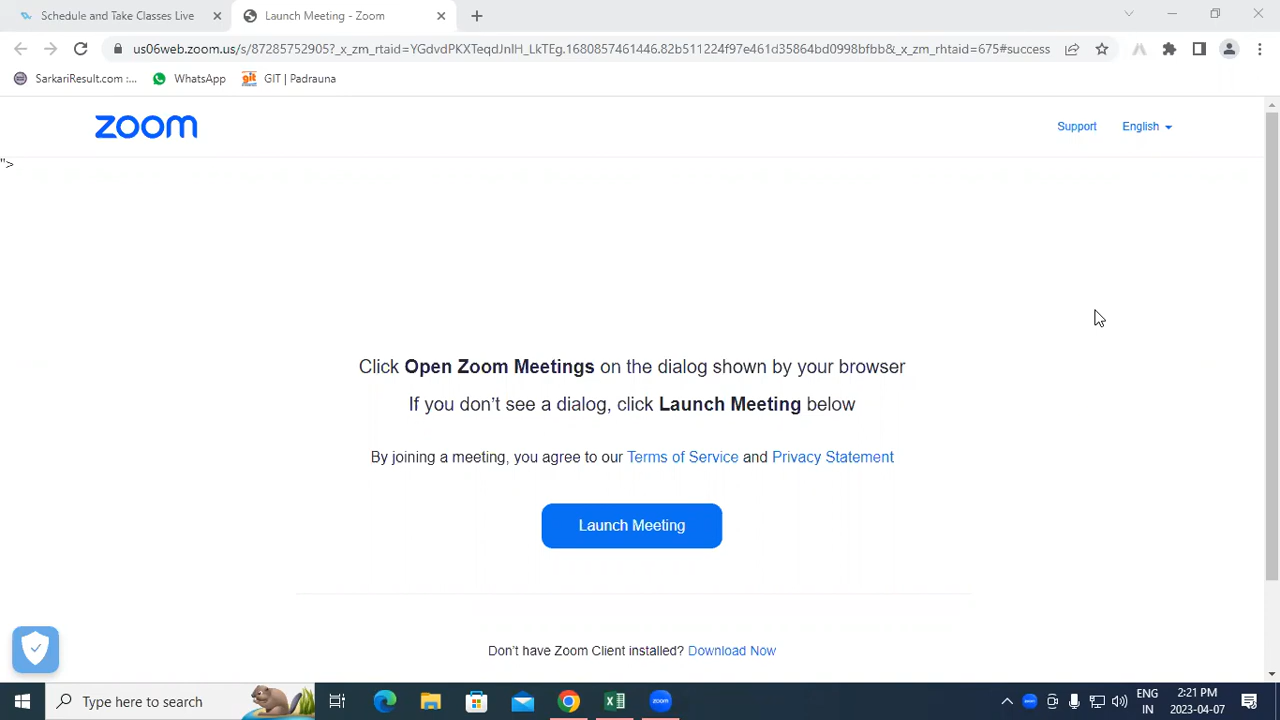 Schedule and Take Classes Live
Launch Meeting - Zoom
us06web.zoom.us/s/87285752905?_x_zm_rtaid=YGdvdPKXTeqdJnlH_LkTEg.1680857461446.82b511224f97e461d35864bd0998bfbb&_x_zm_rhtaid=675#success
SarkariResult.com :...
WhatsApp
git
GIT | Padrauna
zoom
Support
English
">
Click Open Zoom Meetings on the dialog shown by your browser
If you don't see a dialog, click Launch Meeting below
By joining a meeting, you agree to our Terms of Service and Privacy Statement
Launch Meeting
Don't have Zoom Client installed? Download Now
Type here to search
zoom
ENG
IN
2:21 PM
2023-04-07